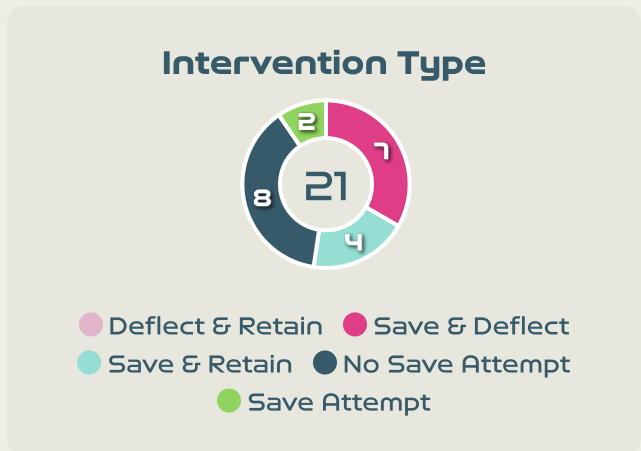 Intervention Type
2
7
21
8
4
Deflect & Retain
Save & Deflect
Save & Retain
No Save Attempt
Save Attempt